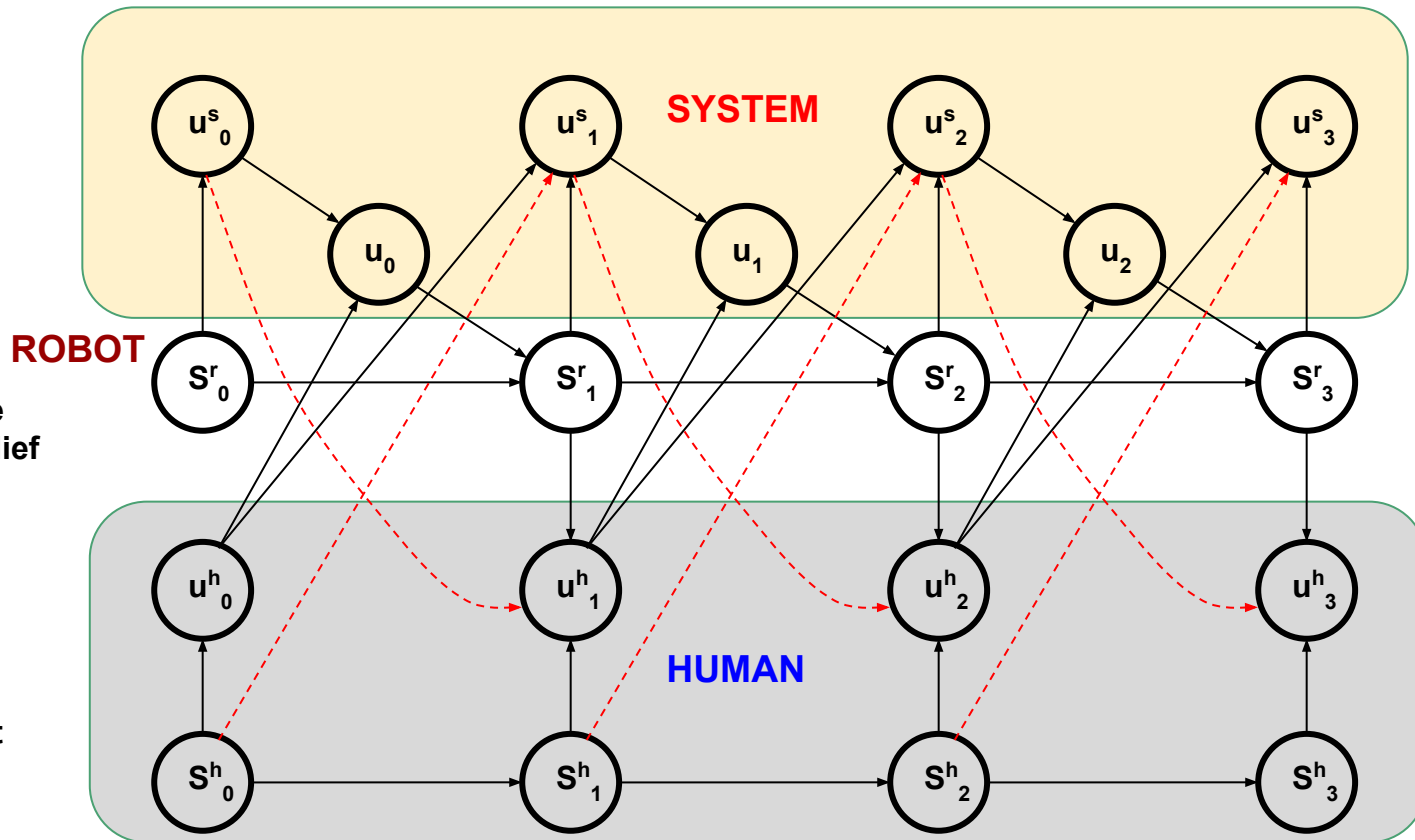 u^s_0 u^s_1 SYSTEM u^s_2 u^s_3
u_0 u_1 u_2
ROBOT
S^r_0 S^r_1 S^r_2 S^r_3
lief
u^h_0 u^h_1 u^h_2 u^h_3
HUMAN
S^h_0 S^h_1 S^h_2 S^h_3